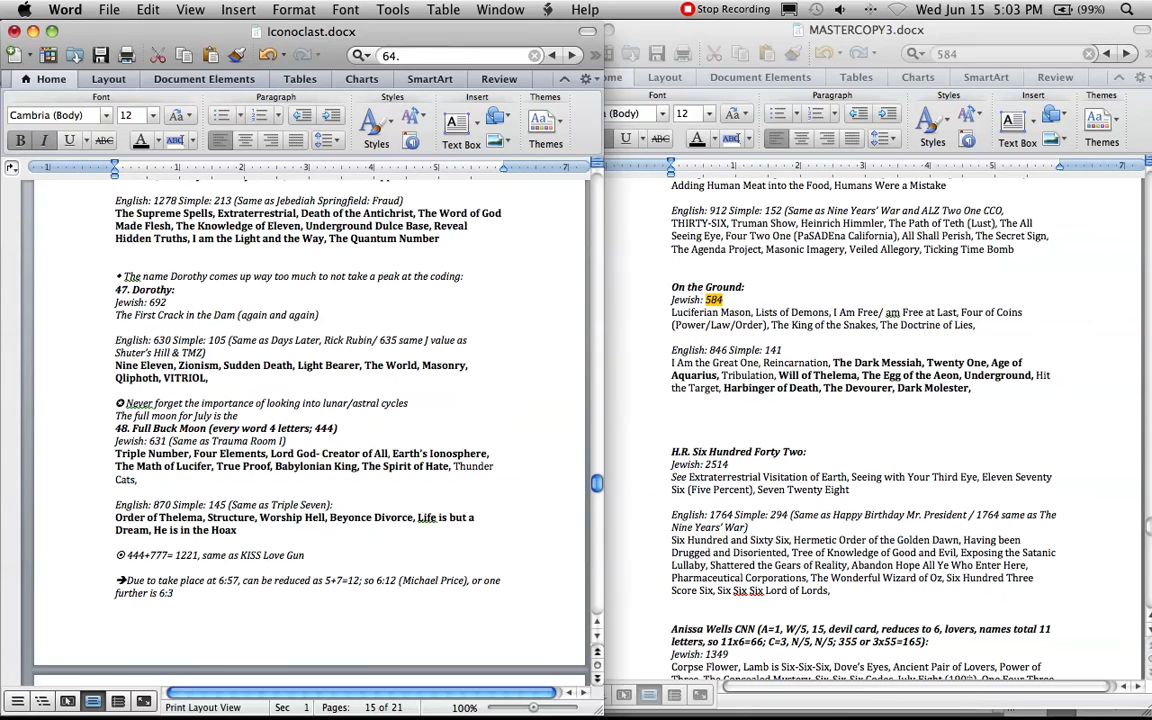 Word File Edit View Insert Format Font Tools Table Window Help Stop Recording Wed Jun 15 5:03 PM (99%)
Iconoclast.docx
64.
Home Layout Document Elements Tables Charts SmartArt Review
Font Paragraph Styles Insert Themes
Cambria (Body) 12
B I U ABC A ABC Styles Text Box Themes
English: 1278 Simple: 213 (Same as Jebediah Springfield: Fraud)
The Supreme Spells, Extraterrestrial, Death of the Antichrist, The Word of God
Made Flesh, The Knowledge of Eleven, Underground Dulce Base, Reveal
Hidden Truths, I am the Light and the Way, The Quantum Number
The name Dorothy comes up way too much to not take a peak at the coding:
47. Dorothy:
Jewish: 692
The First Crack in the Dam (again and again)
English: 630 Simple: 105 (Same as Days Later, Rick Rubin/ 635 same J value as
Shuter's Hill & TMZ)
Nine Eleven, Zionism, Sudden Death, Light Bearer, The World, Masonry,
Qliphoth, VITRIOL,
✪ Never forget the importance of looking into lunar/astral cycles
The full moon for July is the
48. Full Buck Moon (every word 4 letters; 444)
Jewish: 631 (Same as Trauma Room I)
Triple Number, Four Elements, Lord God- Creator of All, Earth's Ionosphere,
The Math of Lucifer, True Proof, Babylonian King, The Spirit of Hate, Thunder
Cats,
English: 870 Simple: 145 (Same as Triple Seven):
Order of Thelema, Structure, Worship Hell, Beyonce Divorce, Life is but a
Dream, He is in the Hoax
⊙ 444+777= 1221, same as KISS Love Gun
➔Due to take place at 6:57, can be reduced as 5+7=12; so 6:12 (Michael Price), or one
further is 6:3
Print Layout View Sec 1 Pages: 15 of 21 100%
MASTERCOPY3.docx
584
Layout Document Elements Tables Charts SmartArt Review
Font Paragraph Styles Insert Themes
(Body) 12
U ABC A ABC Styles Text Box Themes
Adding Human Meat into the Food, Humans Were a Mistake
English: 912 Simple: 152 (Same as Nine Years' War and ALZ Two One CCO,
THIRTY-SIX, Truman Show, Heinrich Himmler, The Path of Teth (Lust), The All
Seeing Eye, Four Two One (PaSADEna California), All Shall Perish, The Secret Sign,
The Agenda Project, Masonic Imagery, Veiled Allegory, Ticking Time Bomb
On the Ground:
Jewish: 584
Luciferian Mason, Lists of Demons, I Am Free/ am Free at Last, Four of Coins
(Power/Law/Order), The King of the Snakes, The Doctrine of Lies,
English: 846 Simple: 141
I Am the Great One, Reincarnation, The Dark Messiah, Twenty One, Age of
Aquarius, Tribulation, Will of Thelema, The Egg of the Aeon, Underground, Hit
the Target, Harbinger of Death, The Devourer, Dark Molester,
H.R. Six Hundred Forty Two:
Jewish: 2514
See Extraterrestrial Visitation of Earth, Seeing with Your Third Eye, Eleven Seventy
Six (Five Percent), Seven Twenty Eight
English: 1764 Simple: 294 (Same as Happy Birthday Mr. President / 1764 same as The
Nine Years' War)
Six Hundred and Sixty Six, Hermetic Order of the Golden Dawn, Having been
Drugged and Disoriented, Tree of Knowledge of Good and Evil, Exposing the Satanic
Lullaby, Shattered the Gears of Reality, Abandon Hope All Ye Who Enter Here,
Pharmaceutical Corporations, The Wonderful Wizard of Oz, Six Hundred Three
Score Six, Six Six Six Lord of Lords,
Anissa Wells CNN (A=1, W/5, 15, devil card, reduces to 6, lovers, names total 11
letters, so 11x6=66; C=3, N/5, N/5; 355 or 3x55=165):
Jewish: 1349
Corpse Flower, Lamb is Six-Six-Six, Dove's Eyes, Ancient Pair of Lovers, Power of
100%